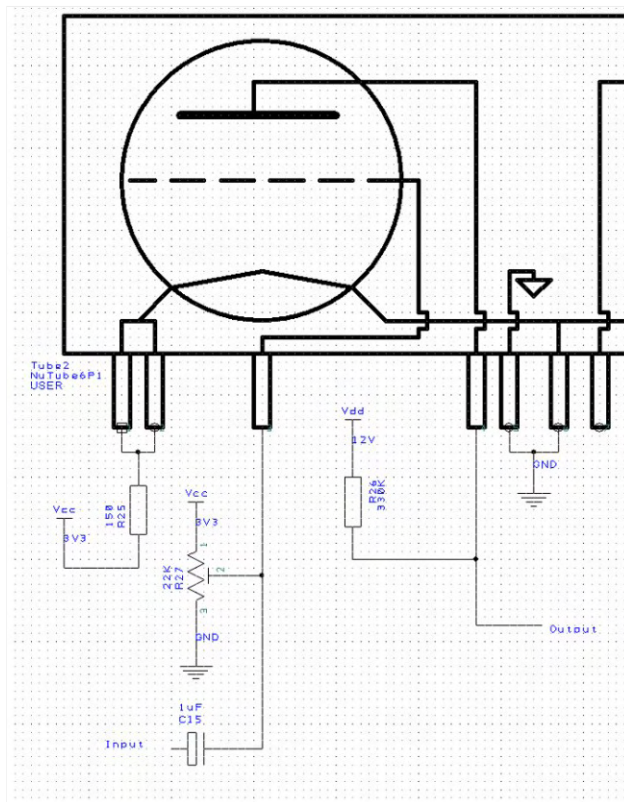 Tube2
NuTube6P1
USER
Vdd
12V
R26
330K
GND
Vcc
3V3
150
R25
Vcc
3V3
1
22K
R27
2
3
GND
Output
1uF
C15
Input